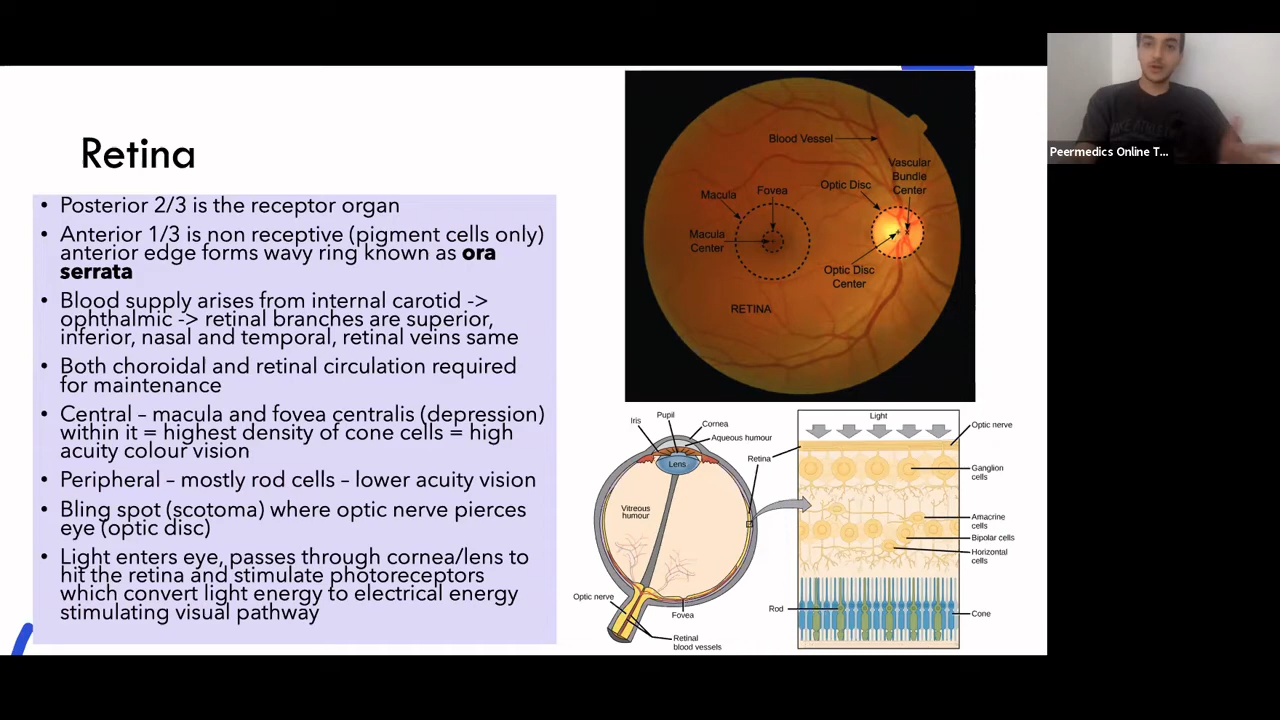 Retina
• Posterior 2/3 is the receptor organ
• Anterior 1/3 is non receptive (pigment cells only)
anterior edge forms wavy ring known as ora
serrata
• Blood supply arises from internal carotid ->
ophthalmic -> retinal branches are superior,
inferior, nasal and temporal, retinal veins same
• Both choroidal and retinal circulation required
for maintenance
• Central – macula and fovea centralis (depression)
within it = highest density of cone cells = high
acuity colour vision
• Peripheral – mostly rod cells – lower acuity vision
• Bling spot (scotoma) where optic nerve pierces
eye (optic disc)
• Light enters eye, passes through cornea/lens to
hit the retina and stimulate photoreceptors
which convert light energy to electrical energy
stimulating visual pathway
Blood Vessel
Vascular
Bundle
Center
Optic Disc
Macula
Fovea
Macula
Center
Optic Disc
Center
RETINA
Iris
Pupil
Cornea
Aqueous humour
Lens
Retina
Vitreous
humour
Optic nerve
Fovea
Retinal
blood vessels
Light
Optic nerve
Ganglion
cells
Amacrine
cells
Bipolar cells
Horizontal
cells
Rod
Cone
Peermedics Online T...